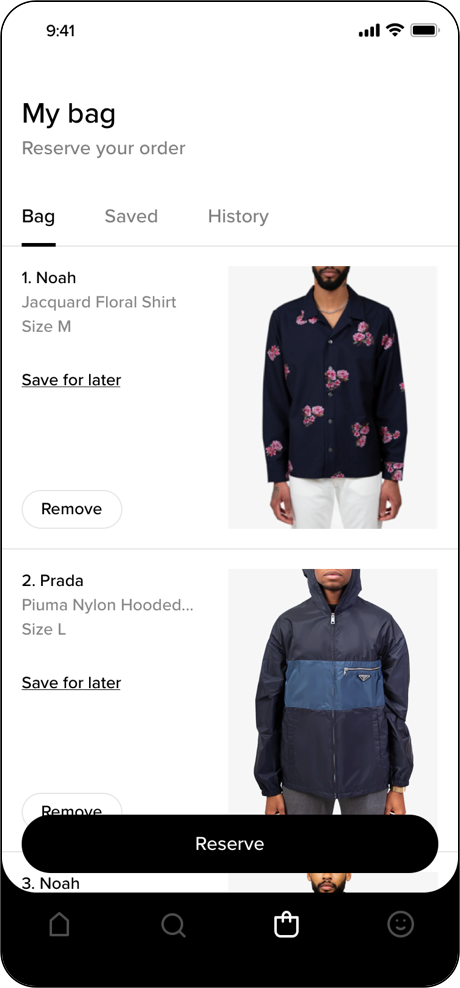 9:41
My bag
Reserve your order
Bag Saved History
1. Noah
Jacquard Floral Shirt
Size M
Save for later
Remove
2. Prada
Piuma Nylon Hooded...
Size L
Save for later
Remove
Reserve
3. Noah